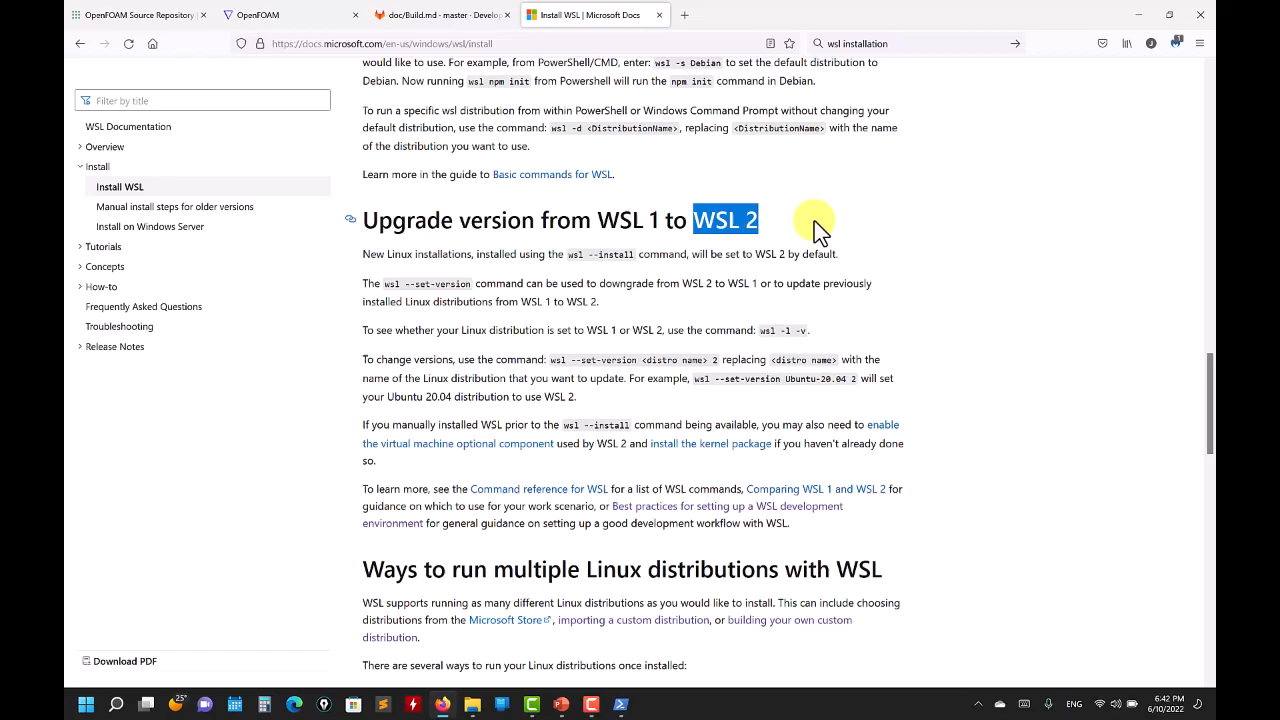 OpenFOAM Source Repository |
OpenFOAM
doc/Build.md · master · Develop
Install WSL | Microsoft Docs
https://docs.microsoft.com/en-us/windows/wsl/install
wsl installation
Filter by title
WSL Documentation
Overview
Install
Install WSL
Manual install steps for older versions
Install on Windows Server
Tutorials
Concepts
How-to
Frequently Asked Questions
Troubleshooting
Release Notes
Download PDF
would like to use. For example, from PowerShell/CMD, enter: wsl -s Debian to set the default distribution to
Debian. Now running wsl npm init from Powershell will run the npm init command in Debian.
To run a specific wsl distribution from within PowerShell or Windows Command Prompt without changing your
default distribution, use the command: wsl -d <DistributionName>, replacing <DistributionName> with the name
of the distribution you want to use.
Learn more in the guide to Basic commands for WSL.
Upgrade version from WSL 1 to WSL 2
New Linux installations, installed using the wsl --install command, will be set to WSL 2 by default.
The wsl --set-version command can be used to downgrade from WSL 2 to WSL 1 or to update previously
installed Linux distributions from WSL 1 to WSL 2.
To see whether your Linux distribution is set to WSL 1 or WSL 2, use the command: wsl -l -v.
To change versions, use the command: wsl --set-version <distro name> 2 replacing <distro name> with the
name of the Linux distribution that you want to update. For example, wsl --set-version Ubuntu-20.04 2 will set
your Ubuntu 20.04 distribution to use WSL 2.
If you manually installed WSL prior to the wsl --install command being available, you may also need to enable
the virtual machine optional component used by WSL 2 and install the kernel package if you haven't already done
so.
To learn more, see the Command reference for WSL for a list of WSL commands, Comparing WSL 1 and WSL 2 for
guidance on which to use for your work scenario, or Best practices for setting up a WSL development
environment for general guidance on setting up a good development workflow with WSL.
Ways to run multiple Linux distributions with WSL
WSL supports running as many different Linux distributions as you would like to install. This can include choosing
distributions from the Microsoft Store, importing a custom distribution, or building your own custom
distribution.
There are several ways to run your Linux distributions once installed:
25°
ENG
6:42 PM
6/10/2022